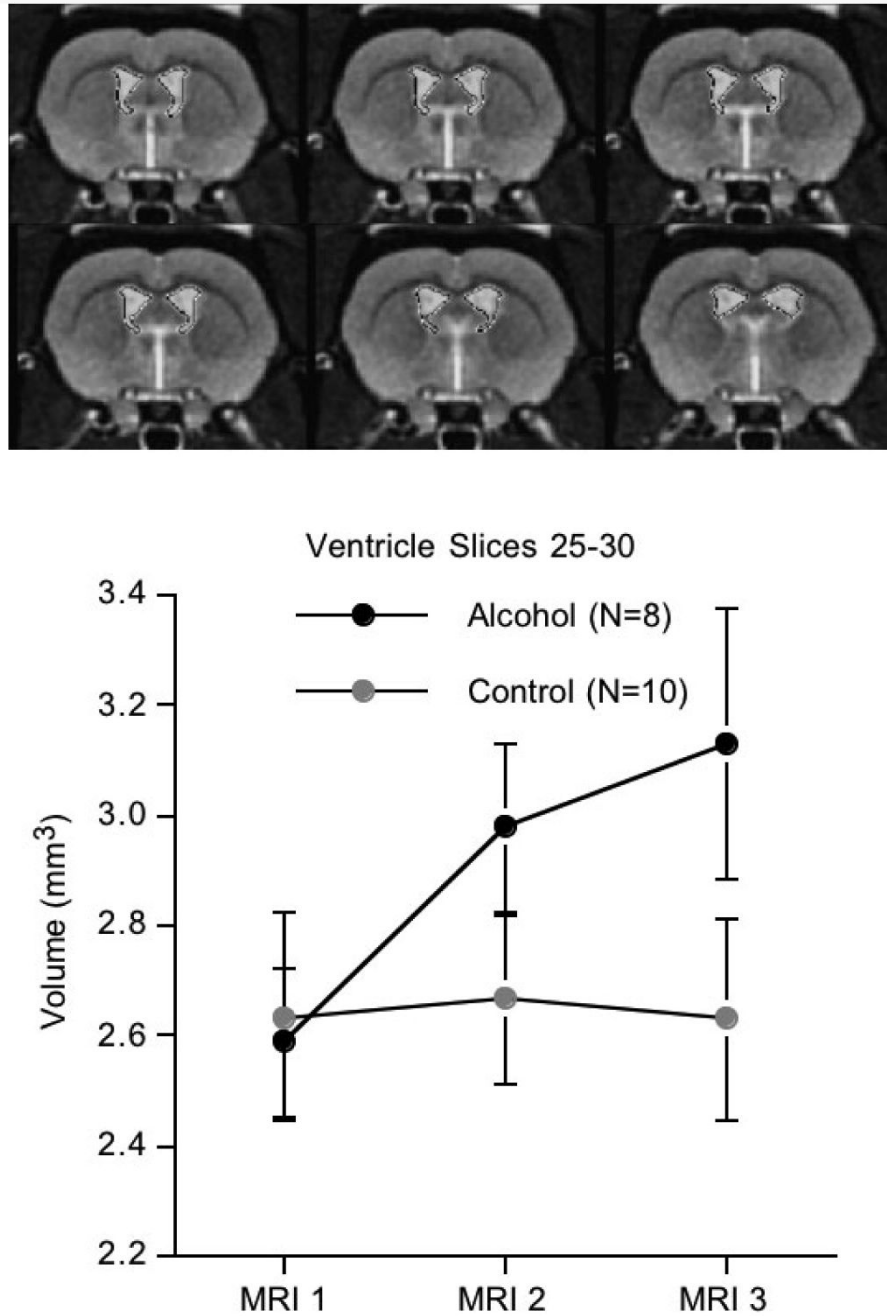 Ventricle Slices 25-30
Alcohol (N=8)
Control (N=10)
Volume (mm³)
3.4
3.2
3.0
2.8
2.6
2.4
2.2
MRI 1 MRI 2 MRI 3